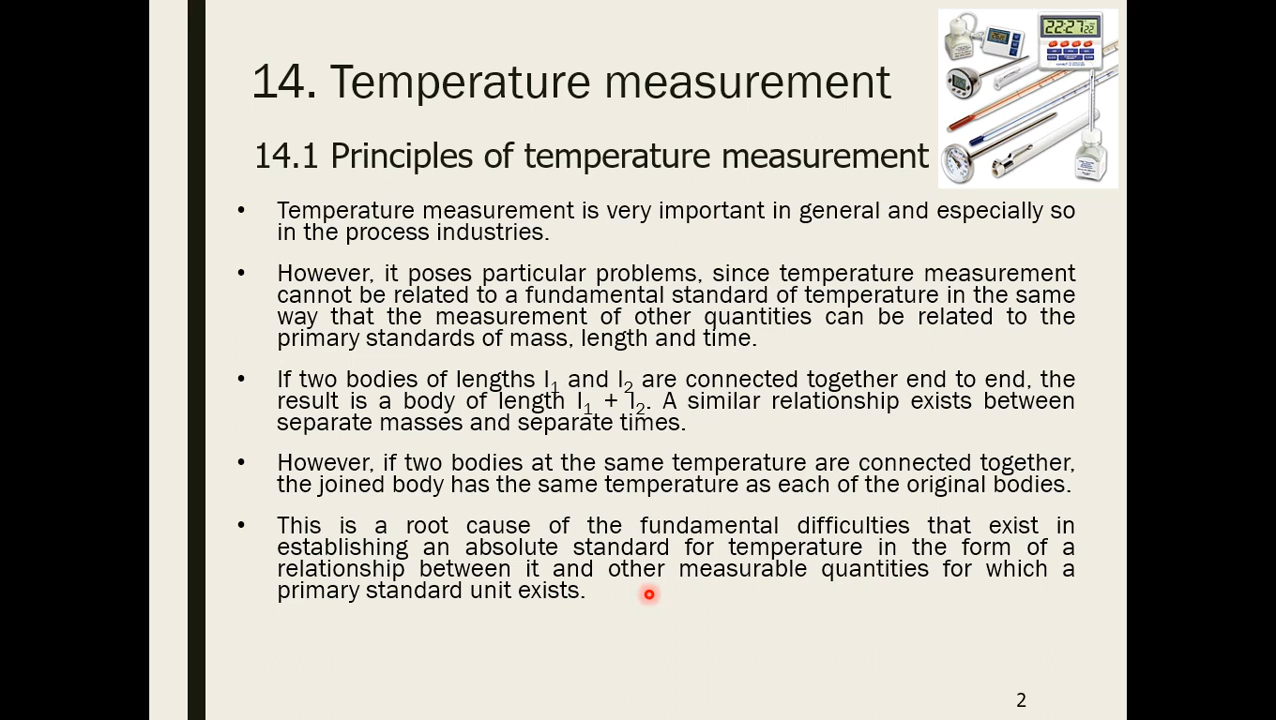 14. Temperature measurement
22:27 22
14.1 Principles of temperature measurement
• Temperature measurement is very important in general and especially so
in the process industries.
• However, it poses particular problems, since temperature measurement
cannot be related to a fundamental standard of temperature in the same
way that the measurement of other quantities can be related to the
primary standards of mass, length and time.
• If two bodies of lengths l₁ and l₂ are connected together end to end, the
result is a body of length l₁ + l₂. A similar relationship exists between
separate masses and separate times.
• However, if two bodies at the same temperature are connected together,
the joined body has the same temperature as each of the original bodies.
• This is a root cause of the fundamental difficulties that exist in
establishing an absolute standard for temperature in the form of a
relationship between it and other measurable quantities for which a
primary standard unit exists.
2